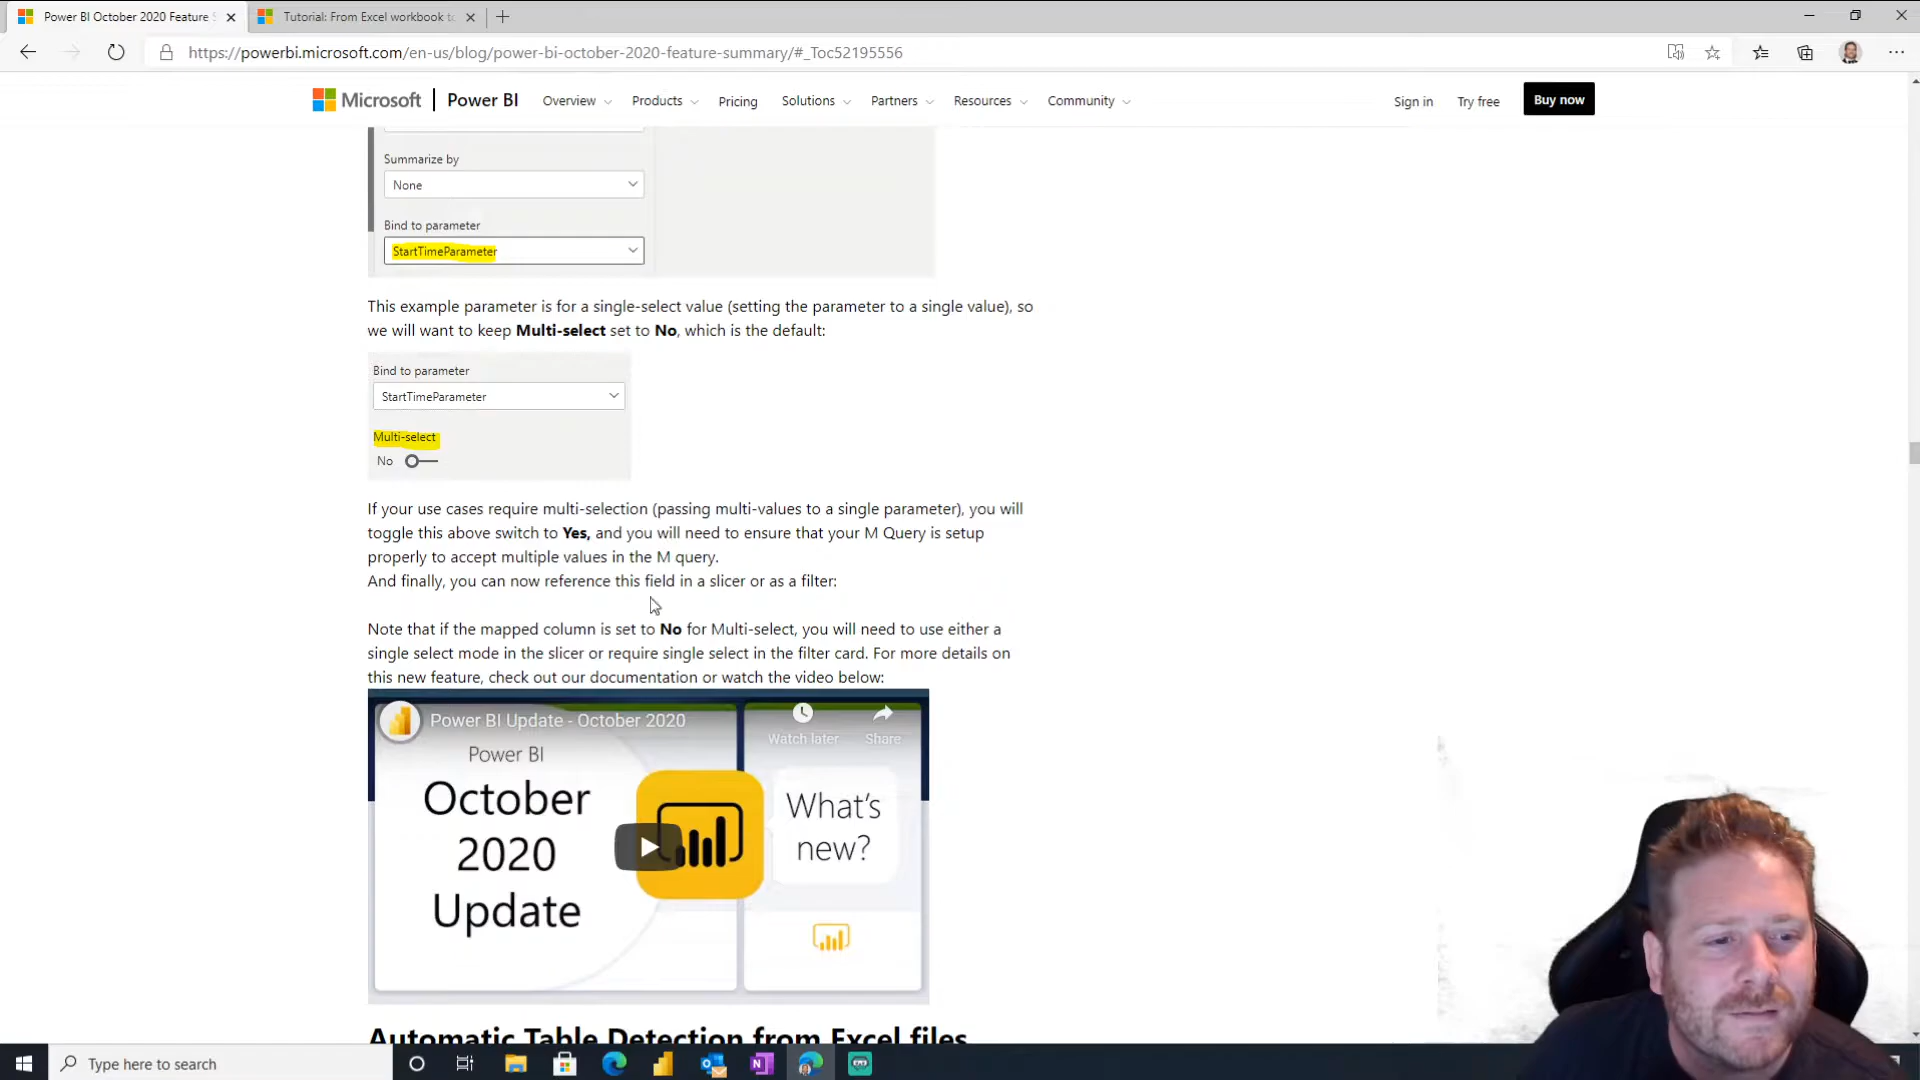 Power BI October 2020 Feature S
Tutorial: From Excel workbook to
https://powerbi.microsoft.com/en-us/blog/power-bi-october-2020-feature-summary/#_Toc52195556
Microsoft
Power BI
Overview
Products
Pricing
Solutions
Partners
Resources
Community
Sign in
Try free
Buy now
Summarize by
None
Bind to parameter
StartTimeParameter
This example parameter is for a single-select value (setting the parameter to a single value), so
we will want to keep Multi-select set to No, which is the default:
Bind to parameter
StartTimeParameter
Multi-select
No
If your use cases require multi-selection (passing multi-values to a single parameter), you will
toggle this above switch to Yes, and you will need to ensure that your M Query is setup
properly to accept multiple values in the M query.
And finally, you can now reference this field in a slicer or as a filter:
Note that if the mapped column is set to No for Multi-select, you will need to use either a
single select mode in the slicer or require single select in the filter card. For more details on
this new feature, check out our documentation or watch the video below:
Power BI Update - October 2020
Watch later
Share
Power BI
October
2020
Update
What's
new?
Automatic Table Detection from Excel files
Type here to search